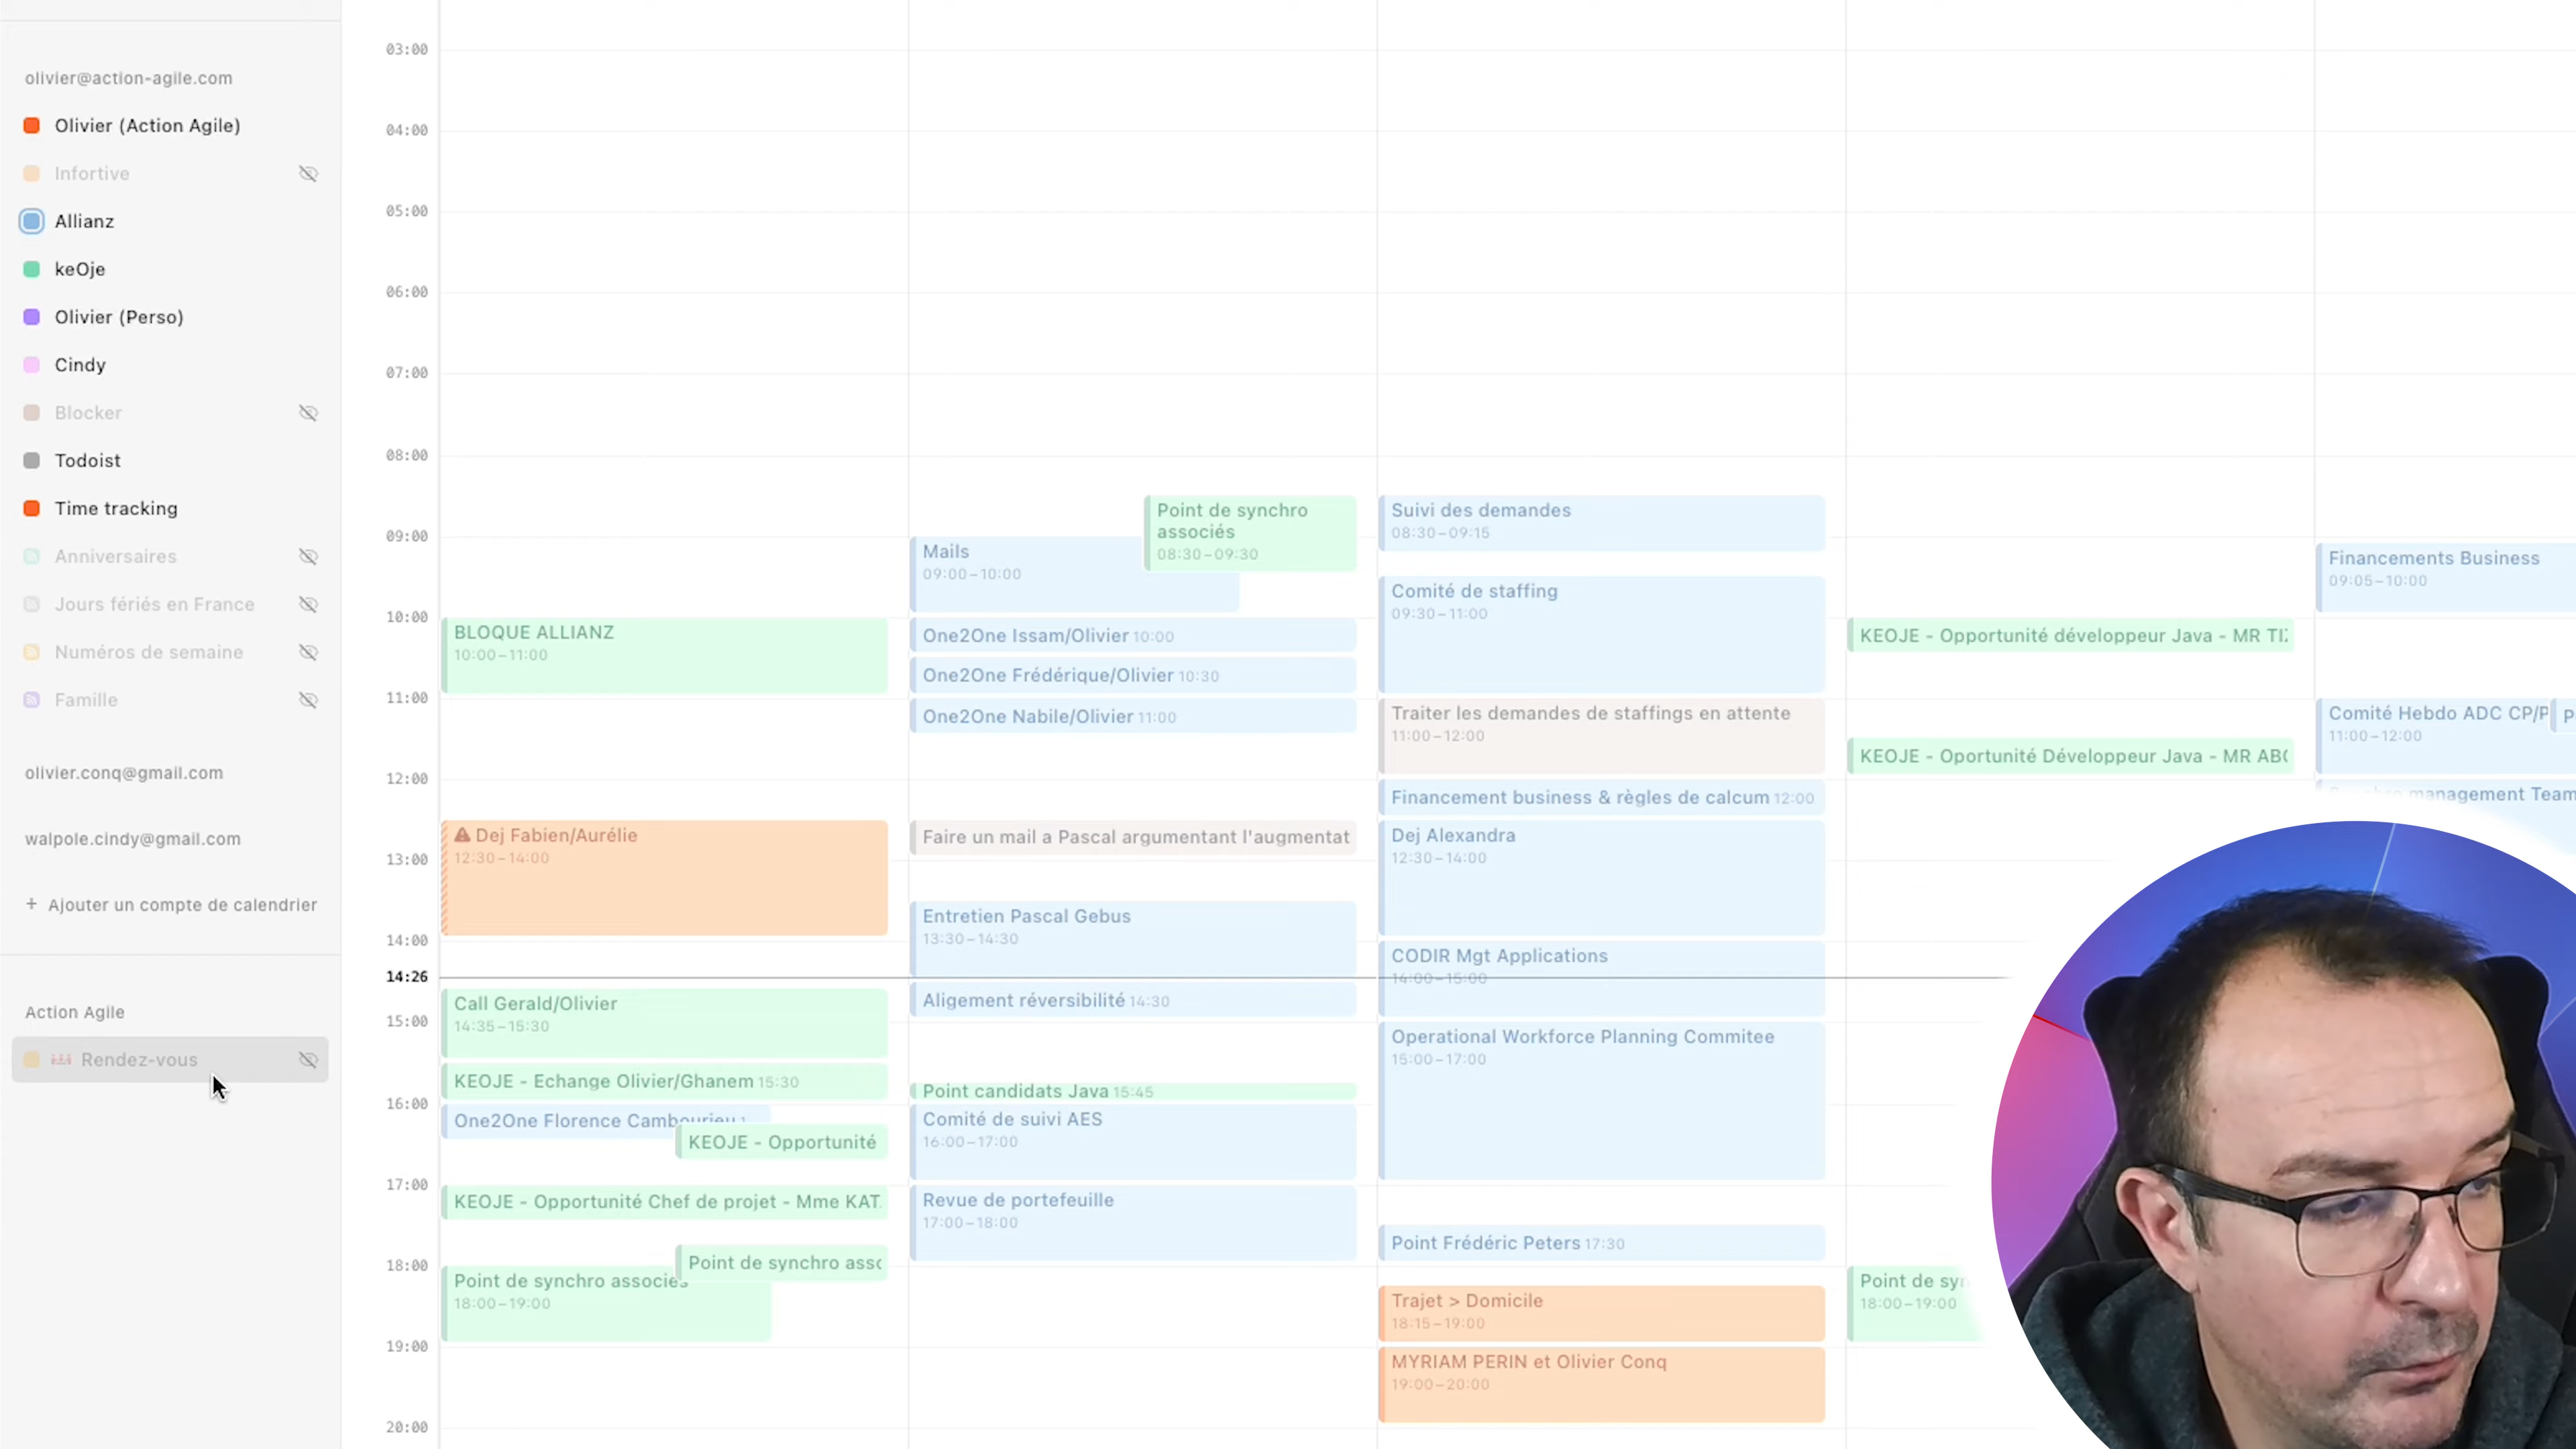 olivier@action-agile.com
Olivier (Action Agile)
Infortive
Allianz
keOje
Olivier (Perso)
Cindy
Blocker
Todoist
Time tracking
Anniversaires
Jours fériés en France
Numéros de semaine
Famille
olivier.conq@gmail.com
walpole.cindy@gmail.com
+ Ajouter un compte de calendrier
Action Agile
Rendez-vous
03:00
04:00
05:00
06:00
07:00
08:00
09:00
10:00
11:00
12:00
13:00
14:00
14:26
15:00
16:00
17:00
18:00
19:00
20:00
BLOQUE ALLIANZ
10:00–11:00
Dej Fabien/Aurélie
12:30–14:00
Call Gerald/Olivier
14:35–15:30
KEOJE - Echange Olivier/Ghanem 15:30
One2One Florence Cambourieu 1
KEOJE - Opportunité
KEOJE - Opportunité Chef de projet - Mme KAT
Point de synchro asso
Point de synchro associés
18:00–19:00
Point de synchro
associés
08:30–09:30
Mails
09:00–10:00
One2One Issam/Olivier 10:00
One2One Frédérique/Olivier 10:30
One2One Nabile/Olivier 11:00
Faire un mail a Pascal argumentant l'augmentat
Entretien Pascal Gebus
13:30–14:30
Aligement réversibilité 14:30
Point candidats Java 15:45
Comité de suivi AES
16:00–17:00
Revue de portefeuille
17:00–18:00
Suivi des demandes
08:30–09:15
Comité de staffing
09:30–11:00
Traiter les demandes de staffings en attente
11:00–12:00
Financement business & règles de calcum 12:00
Dej Alexandra
12:30–14:00
CODIR Mgt Applications
14:00–15:00
Operational Workforce Planning Commitee
15:00–17:00
Point Frédéric Peters 17:30
Trajet > Domicile
18:15–19:00
MYRIAM PERIN et Olivier Conq
19:00–20:00
KEOJE - Opportunité développeur Java - MR TI
KEOJE - Oportunité Développeur Java - MR AB
Point de syn
18:00–19:00
Financements Business
09:05–10:00
Comité Hebdo ADC CP/P
11:00–12:00
P
management Team